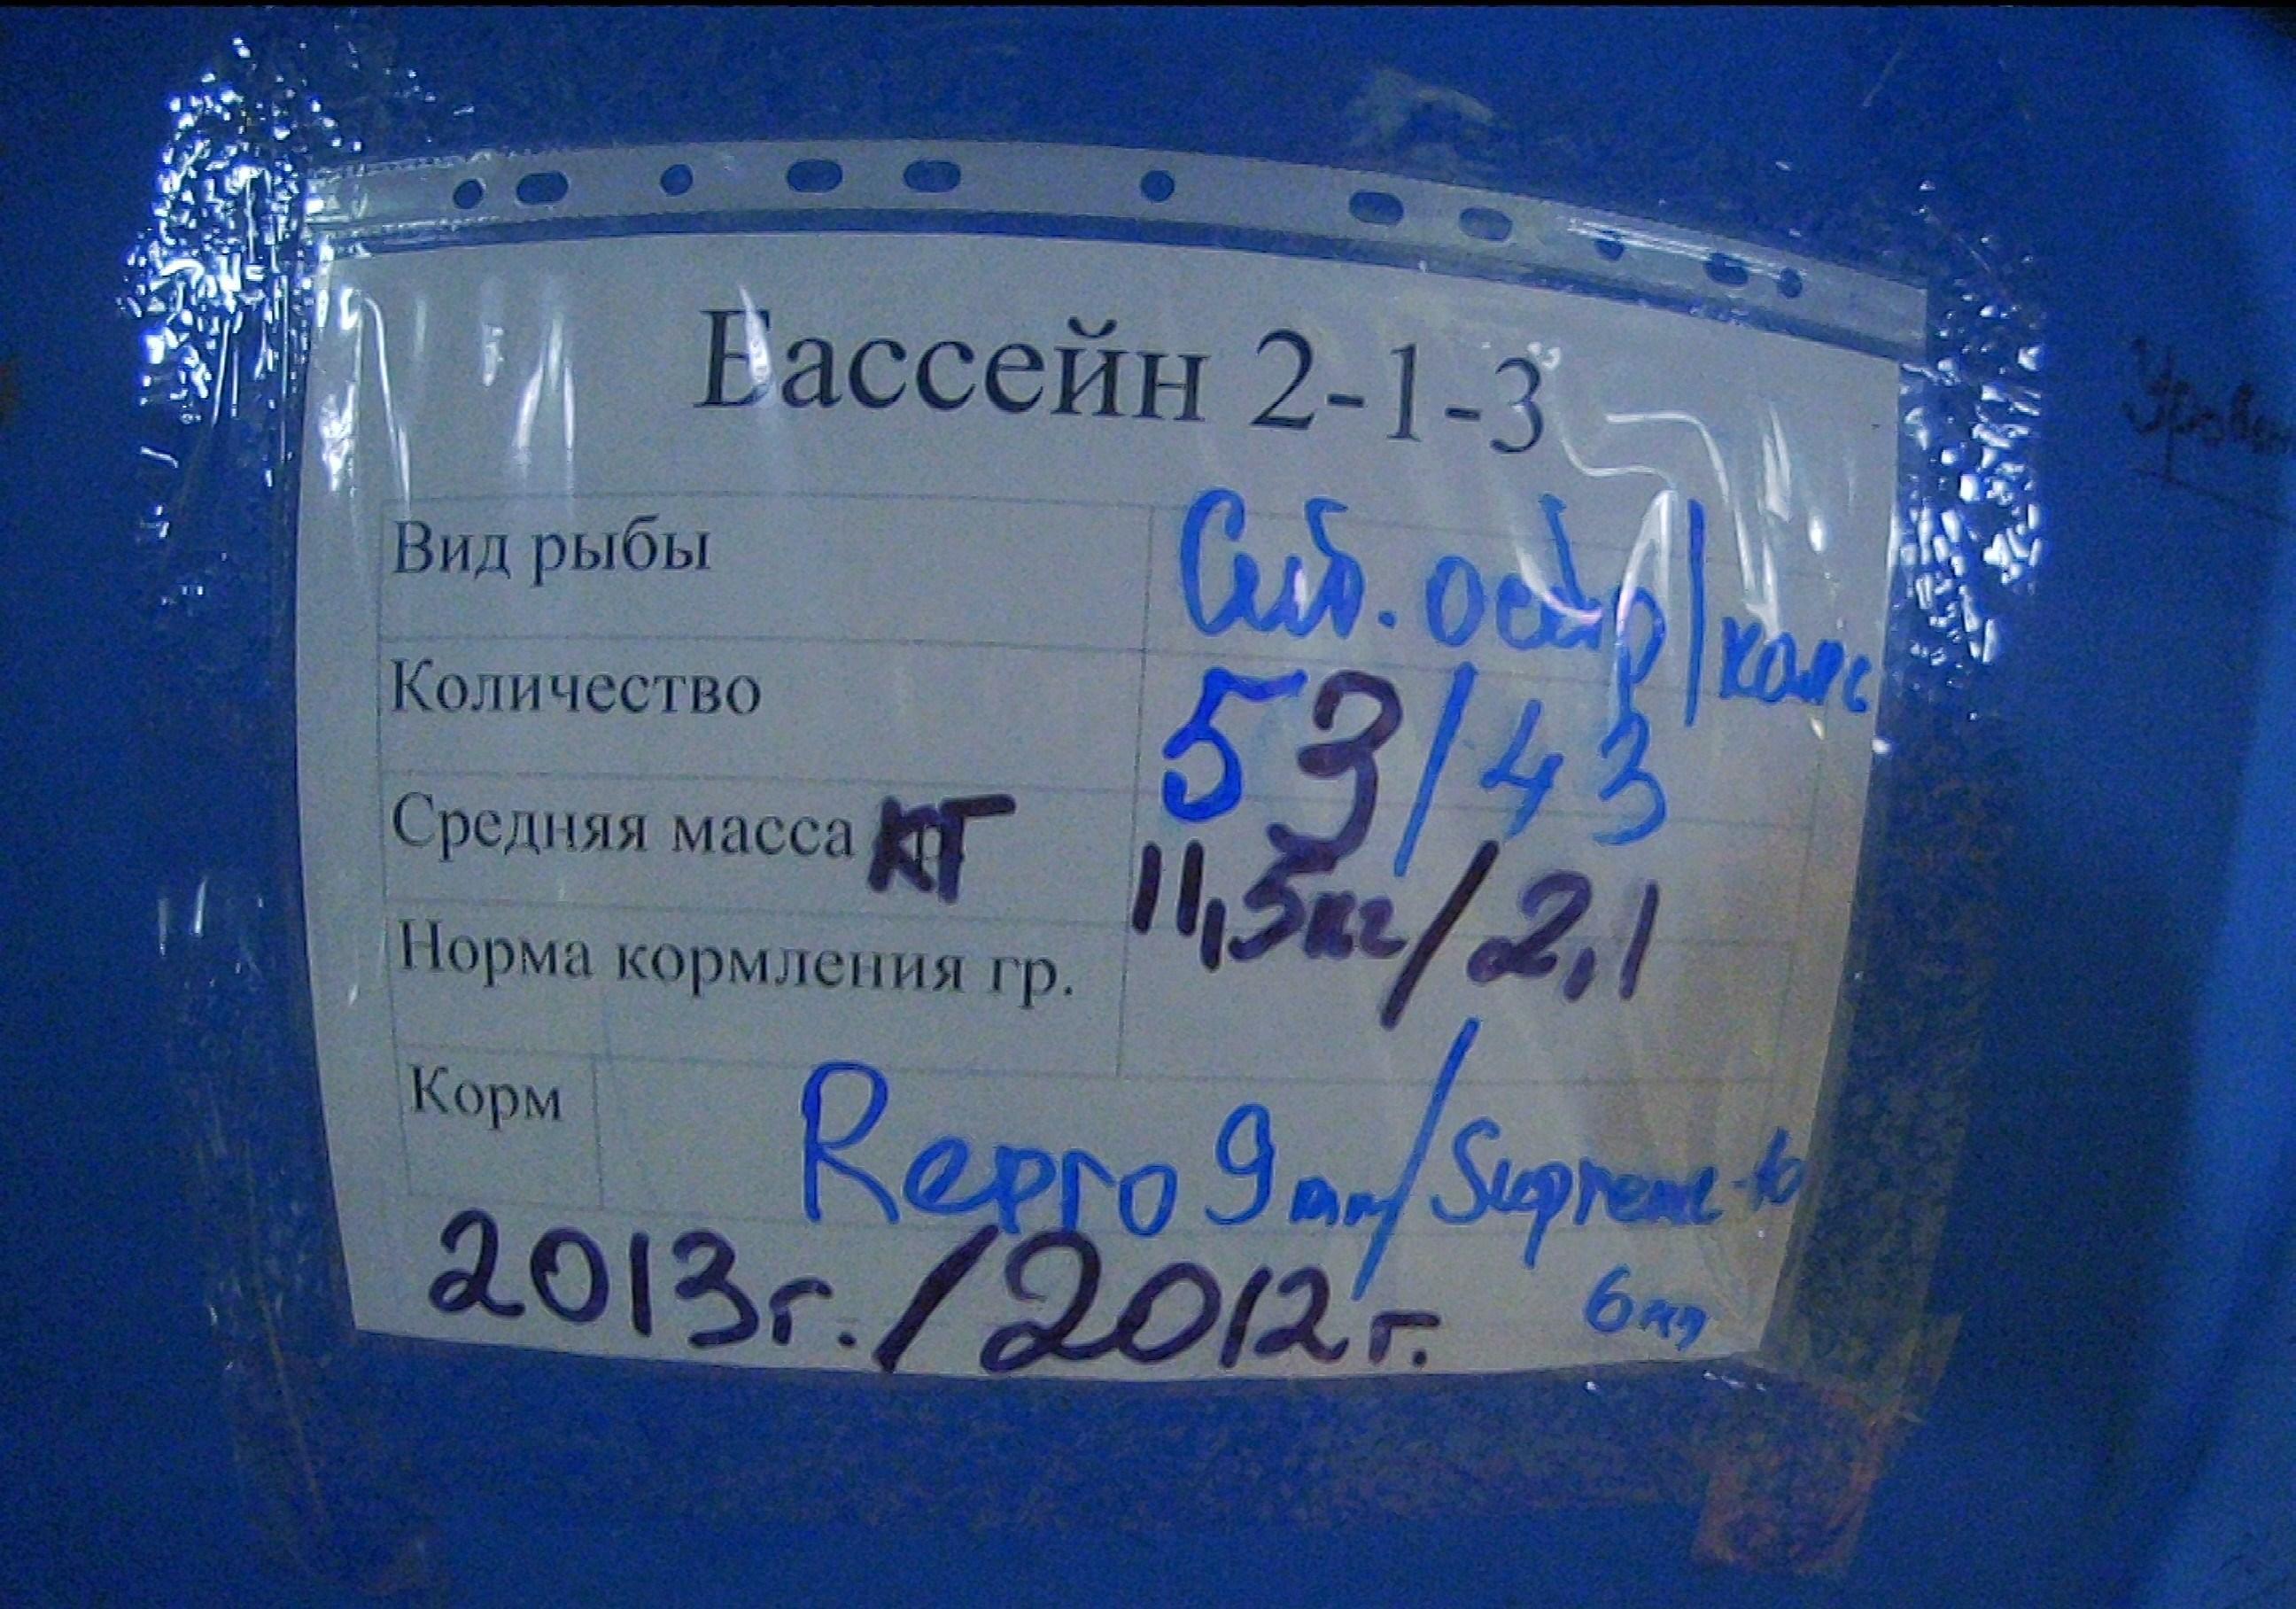 Бассейн 2-1-3
Вид рыбы Сиб. осётр/калс
Количество 53/43
Средняя масса кг 11,5кг/2,1
Норма кормления гр.
Корм Repro 9мм/Supreme-10
6мм
2013г./2012г.